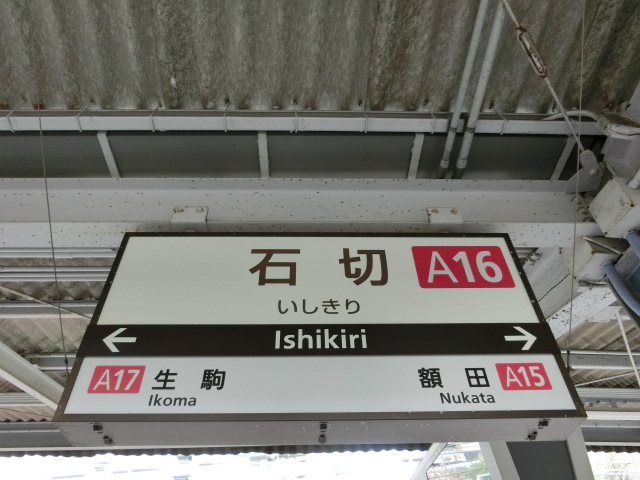 石切 A16
いしきり
← Ishikiri →
A17 生駒 額田 A15
Ikoma Nukata